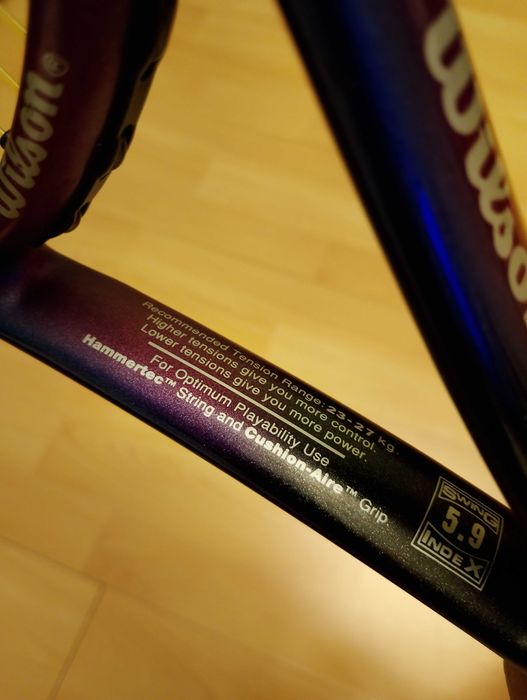 Wilson®
Wilson
Recommended Tension Range: 23-27 kg.
Higher tensions give you more control.
Lower tensions give you more power.
For Optimum Playability Use
Hammertec™ String and Cushion-Aire™ Grip
SWING
5.9
INDEX